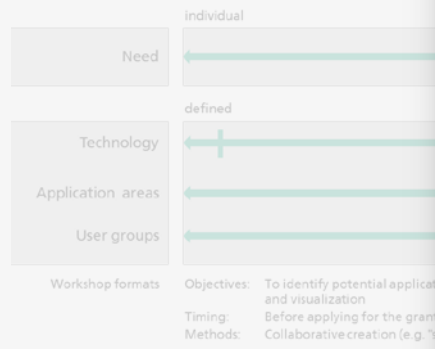 individual
Need
defined
Technology
Application areas
User groups
Workshop formats
Objectives: To identify potential applicat
and visualization
Timing: Before applying for the grant
Methods: Collaborative creation (e.g. "s